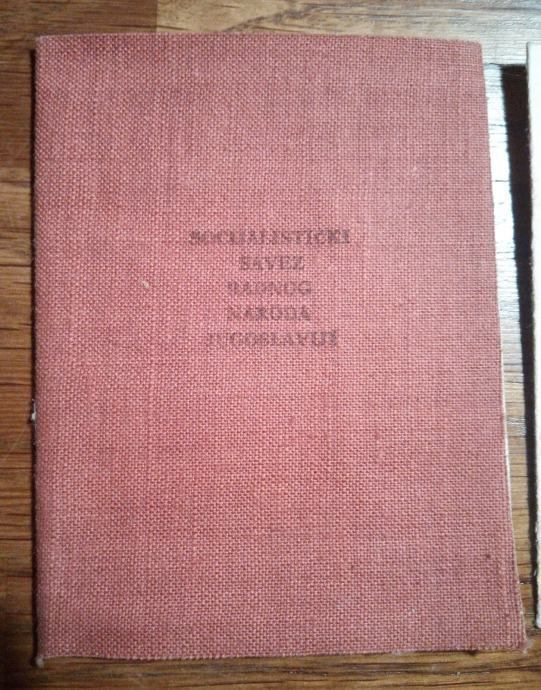 SOCIJALISTIČKI
SAVEZ
RADNOG
NARODA
JUGOSLAVIJE